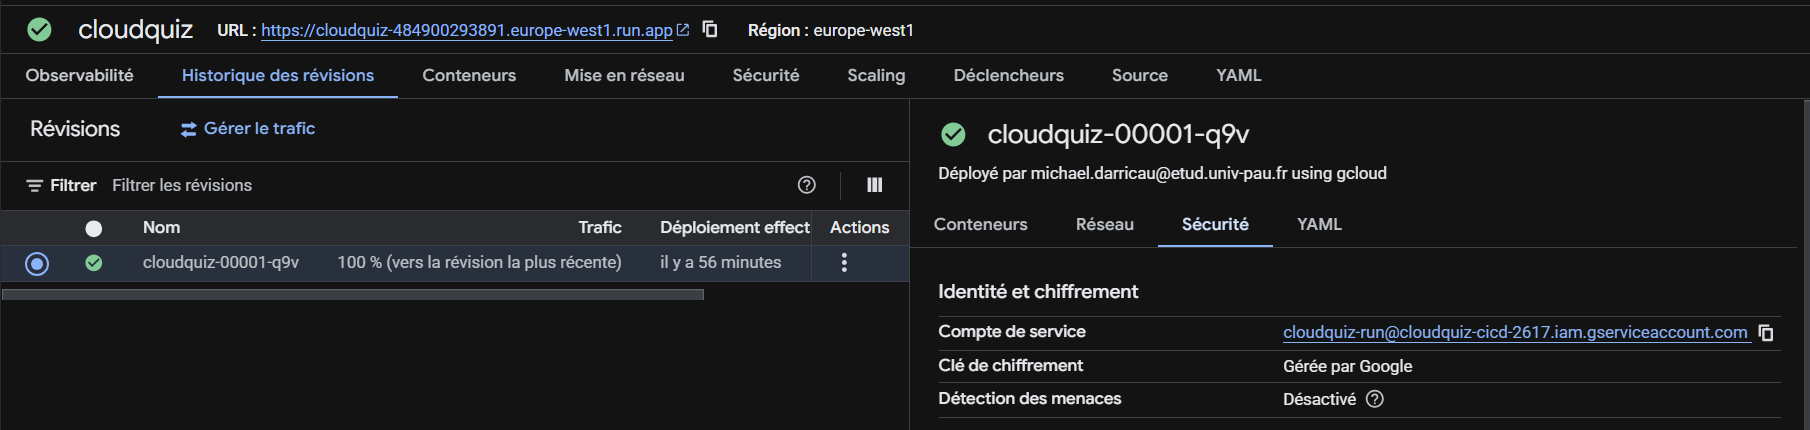 cloudquiz URL : https://cloudquiz-484900293891.europe-west1.run.app Région : europe-west1
Observabilité Historique des révisions Conteneurs Mise en réseau Sécurité Scaling Déclencheurs Source YAML
Révisions Gérer le trafic
Filtrer Filtrer les révisions
Nom Trafic Déploiement effect Actions
cloudquiz-00001-q9v 100 % (vers la révision la plus récente) il y a 56 minutes
cloudquiz-00001-q9v
Déployé par michael.darricau@etud.univ-pau.fr using gcloud
Conteneurs Réseau Sécurité YAML
Identité et chiffrement
Compte de service cloudquiz-run@cloudquiz-cicd-2617.iam.gserviceaccount.com
Clé de chiffrement Gérée par Google
Détection des menaces Désactivé